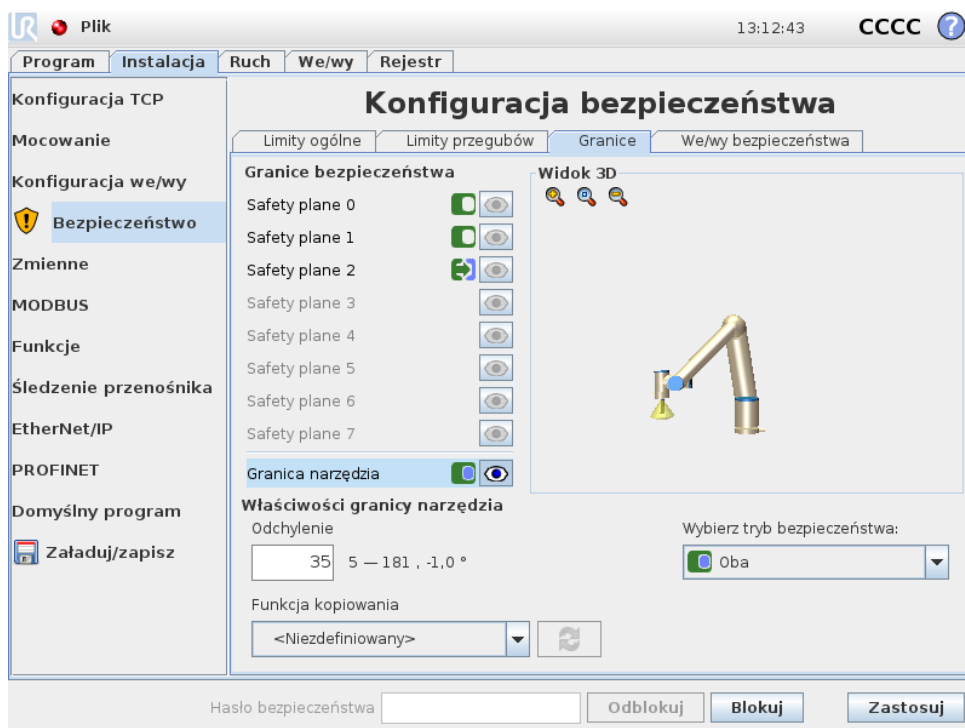 UR Plik 13:12:43 CCCC ?
Program Instalacja Ruch We/wy Rejestr
Konfiguracja TCP
Mocowanie
Konfiguracja we/wy
Bezpieczeństwo
Zmienne
MODBUS
Funkcje
Śledzenie przenośnika
EtherNet/IP
PROFINET
Domyślny program
Załaduj/zapisz
Konfiguracja bezpieczeństwa
Limity ogólne Limity przegubów Granice We/wy bezpieczeństwa
Granice bezpieczeństwa
Safety plane 0
Safety plane 1
Safety plane 2
Safety plane 3
Safety plane 4
Safety plane 5
Safety plane 6
Safety plane 7
Granica narzędzia
Widok 3D
Właściwości granicy narzędzia
Odchylenie
35 5 — 181 , -1,0 °
Wybierz tryb bezpieczeństwa:
Oba
Funkcja kopiowania
<Niezdefiniowany>
Hasło bezpieczeństwa Odblokuj Blokuj Zastosuj